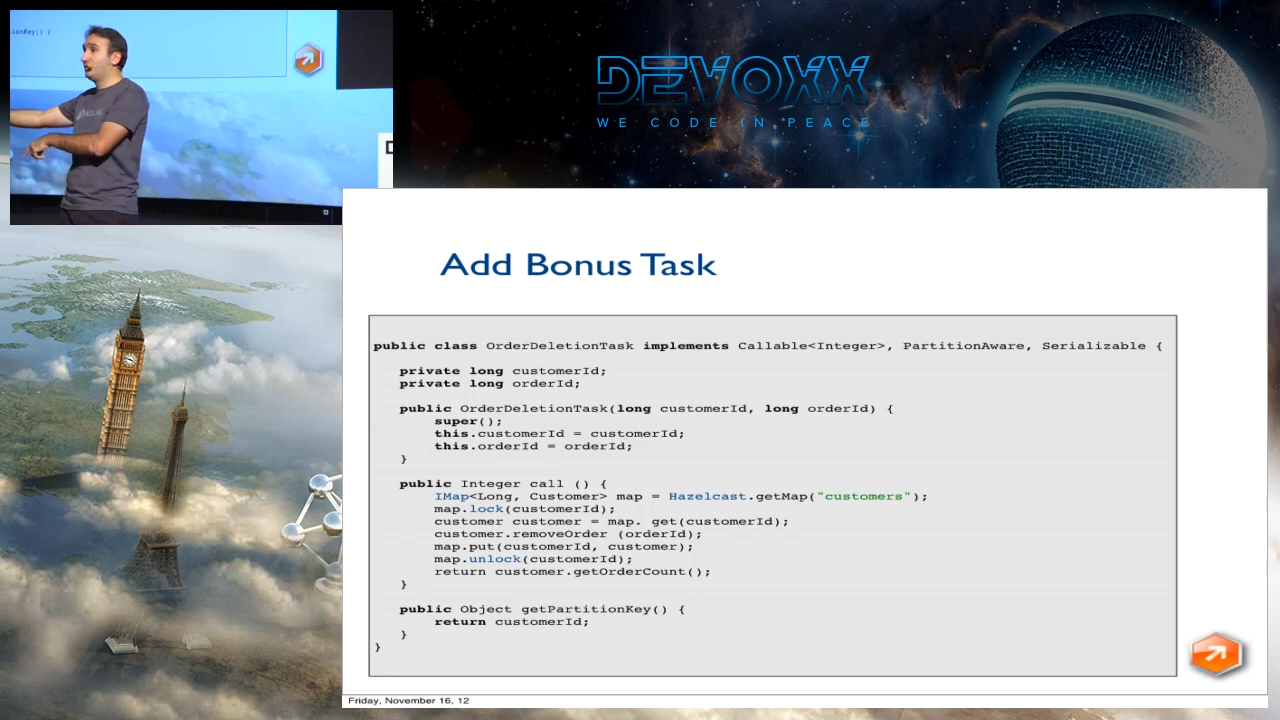 ionKey() {
DEVOXX
WE CODE IN PEACE
Add Bonus Task
public class OrderDeletionTask implements Callable<Integer>, PartitionAware, Serializable {
private long customerId;
private long orderId;
public OrderDeletionTask(long customerId, long orderId) {
super();
this.customerId = customerId;
this.orderId = orderId;
}
public Integer call () {
IMap<Long, Customer> map = Hazelcast.getMap("customers");
map.lock(customerId);
customer customer = map. get(customerId);
customer.removeOrder (orderId);
map.put(customerId, customer);
map.unlock(customerId);
return customer.getOrderCount();
}
public Object getPartitionKey() {
return customerId;
}
}
Friday, November 16, 12